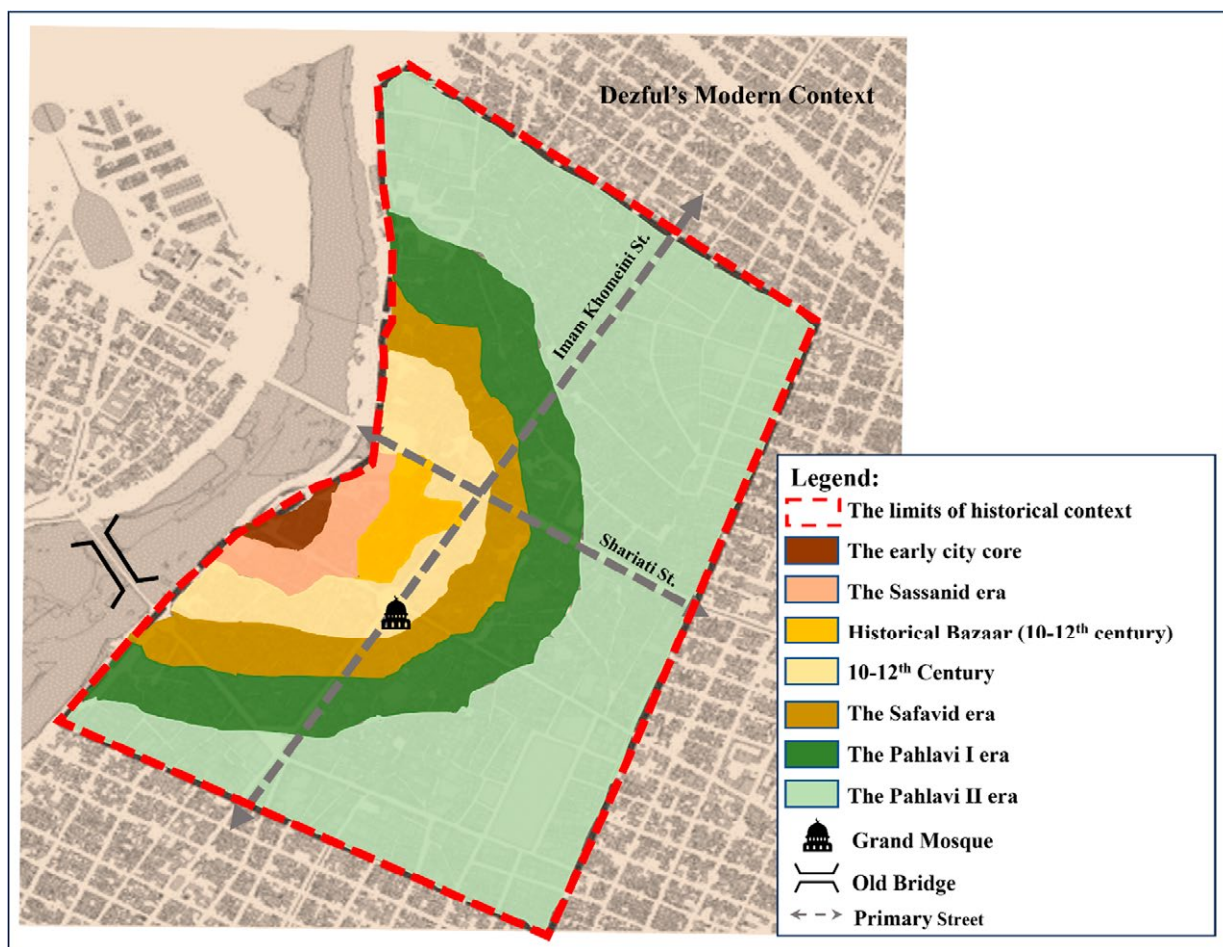 Dezful's Modern Context
Imam Khomeini St.
Shariati St.
Legend:
The limits of historical context
The early city core
The Sassanid era
Historical Bazaar (10-12th century)
10-12th Century
The Safavid era
The Pahlavi I era
The Pahlavi II era
Grand Mosque
Old Bridge
Primary Street